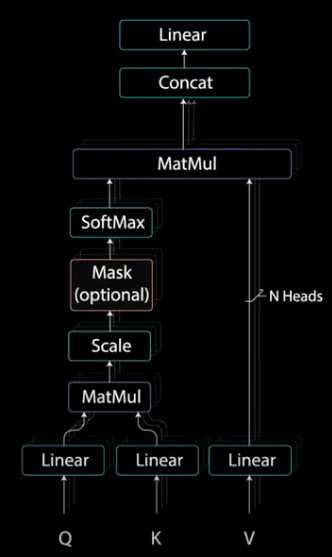 Linear
Concat
MatMul
SoftMax
Mask
(optional)
N Heads
Scale
MatMul
Linear
Linear
Linear
Q
K
V